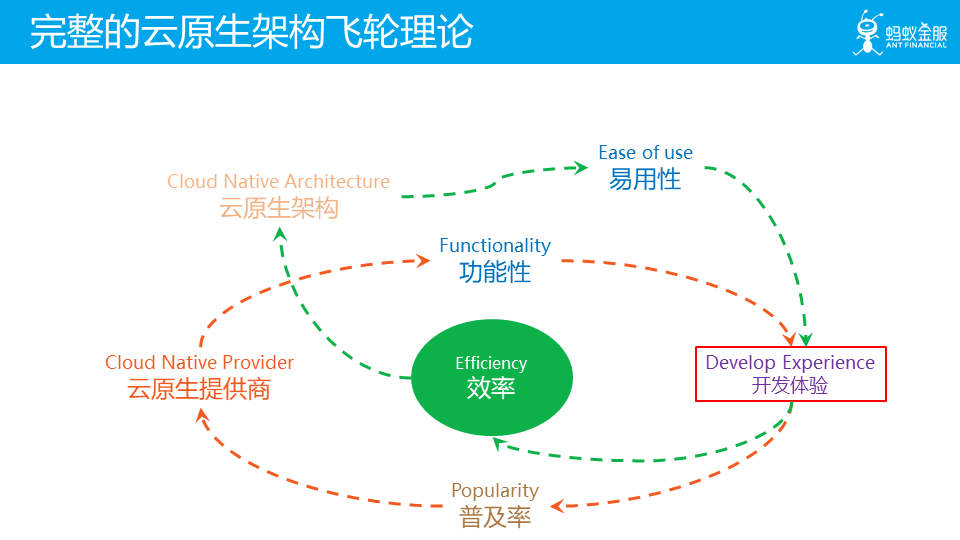 完整的云原生架构飞轮理论
蚂蚁金服
ANT FINANCIAL
Ease of use
易用性
Cloud Native Architecture
云原生架构
Functionality
功能性
Efficiency
效率
Cloud Native Provider
云原生提供商
Develop Experience
开发体验
Popularity
普及率